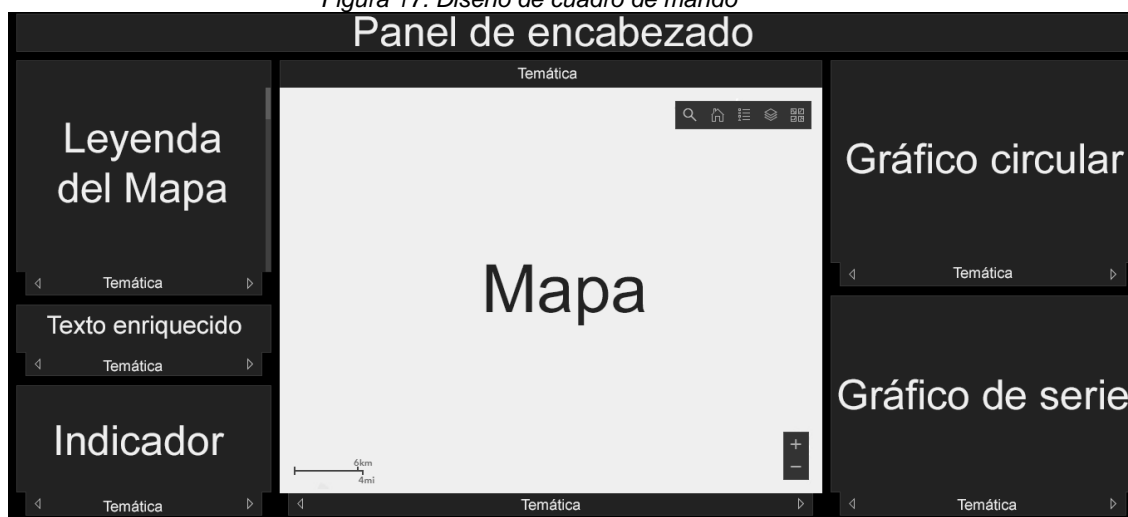 Figura 17. Diseño de cuadro de mando
Panel de encabezado
Leyenda
del Mapa
Temática
Texto enriquecido
Temática
Indicador
Temática
Temática
Mapa
6km
4mi
+
−
Temática
Gráfico circular
Temática
Gráfico de serie
Temática